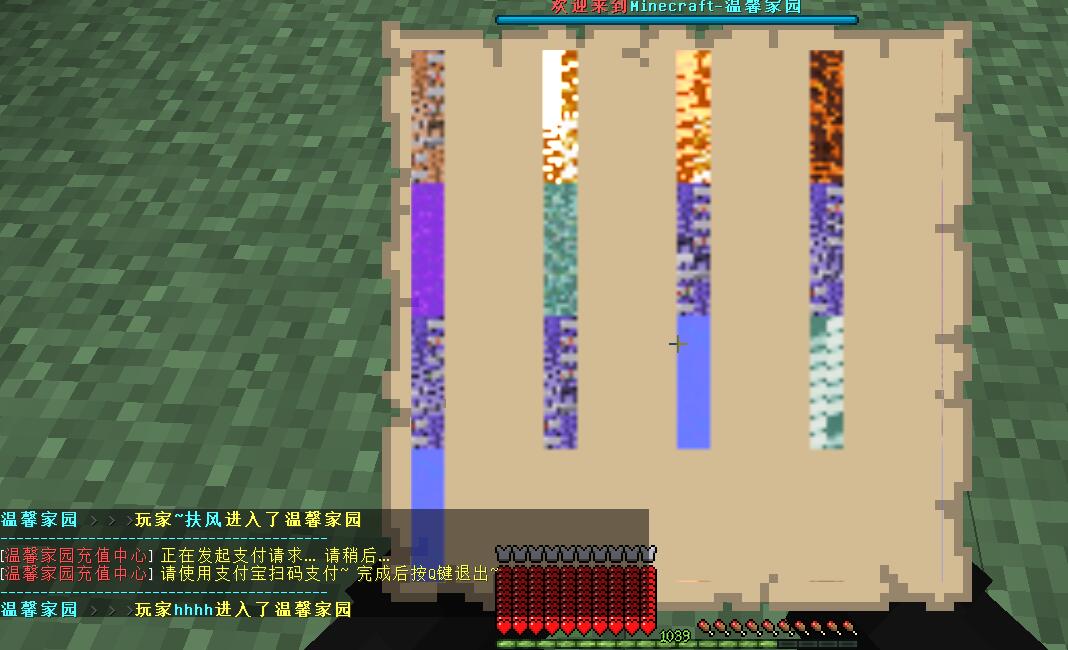 欢迎来到Minecraft-温馨家园
温馨家园 > > >玩家~扶风进入了温馨家园
------------------------------------
[温馨家园充值中心] 正在发起支付请求... 请稍后...
[温馨家园充值中心] 请使用支付宝扫码支付~ 完成后按Q键退出~
------------------------------------
温馨家园 > > >玩家hhhh进入了温馨家园
1039